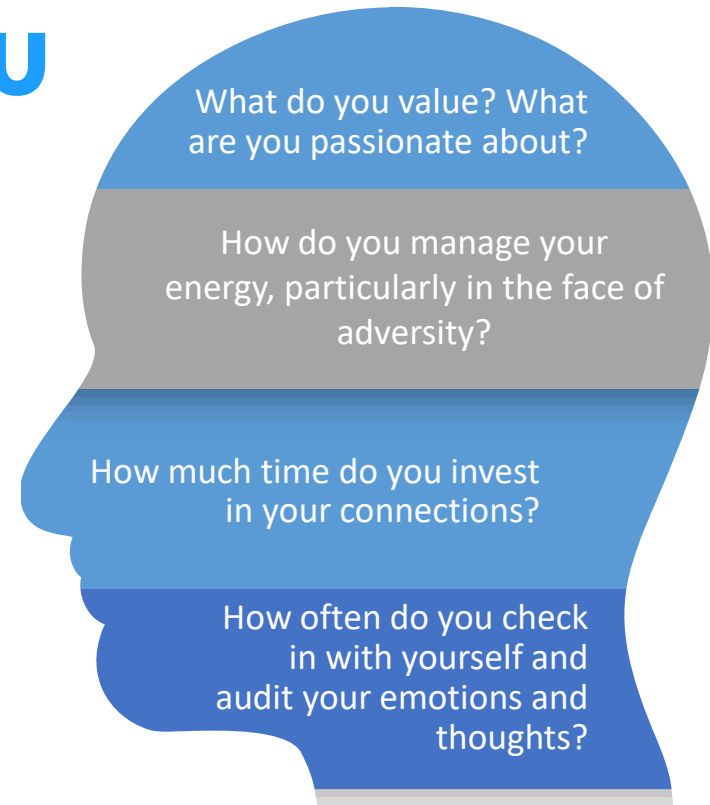 U
What do you value? What
are you passionate about?
How do you manage your
energy, particularly in the face of
adversity?
How much time do you invest
in your connections?
How often do you check
in with yourself and
audit your emotions and
thoughts?